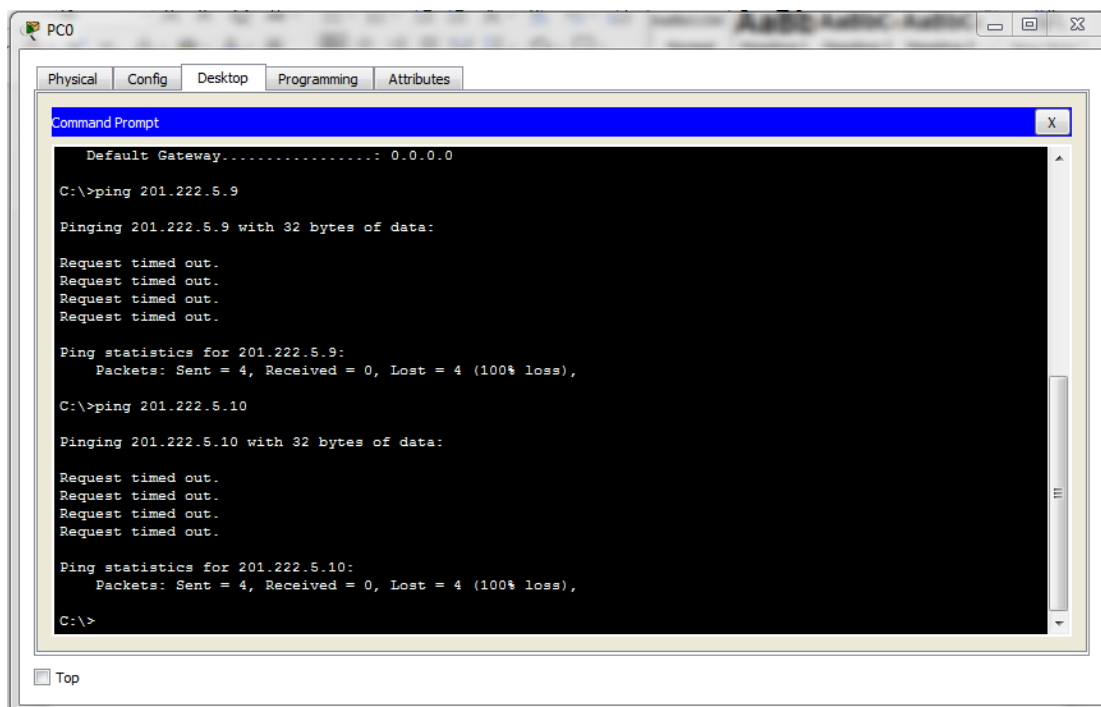 PC0
Physical Config Desktop Programming Attributes
Command Prompt X
Default Gateway.................: 0.0.0.0
C:\>ping 201.222.5.9
Pinging 201.222.5.9 with 32 bytes of data:
Request timed out.
Request timed out.
Request timed out.
Request timed out.
Ping statistics for 201.222.5.9:
Packets: Sent = 4, Received = 0, Lost = 4 (100% loss),
C:\>ping 201.222.5.10
Pinging 201.222.5.10 with 32 bytes of data:
Request timed out.
Request timed out.
Request timed out.
Request timed out.
Ping statistics for 201.222.5.10:
Packets: Sent = 4, Received = 0, Lost = 4 (100% loss),
C:\>
Top